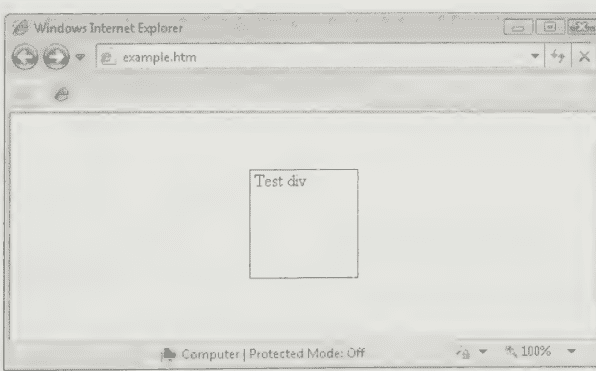 Windows Internet Explorer
example.htm
Test div
Computer | Protected Mode: Off
100%